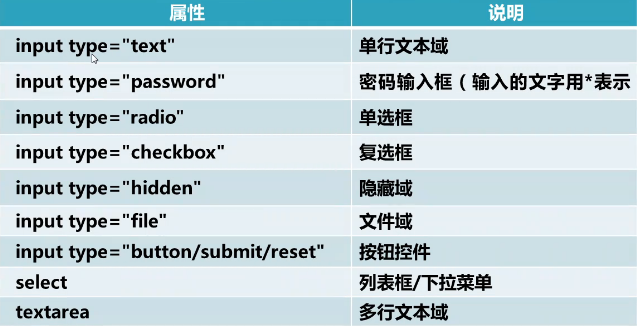 属性 说明
input type="text" 单行文本域
input type="password" 密码输入框（输入的文字用*表示
input type="radio" 单选框
input type="checkbox" 复选框
input type="hidden" 隐藏域
input type="file" 文件域
input type="button/submit/reset" 按钮控件
select 列表框/下拉菜单
textarea 多行文本域